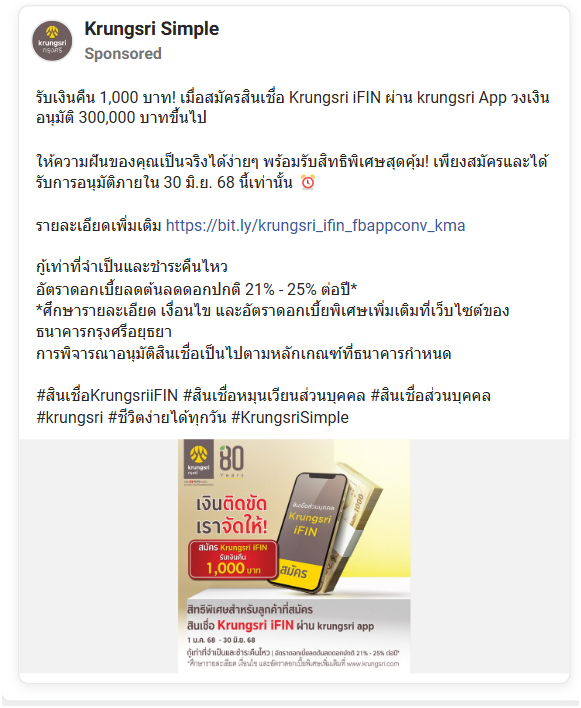 Krungsri Simple
Sponsored
รับเงินคืน 1,000 บาท! เมื่อสมัครสินเชื่อ Krungsri iFIN ผ่าน krungsri App วงเงิน
อนุมัติ 300,000 บาทขึ้นไป
ให้ความฝันของคุณเป็นจริงได้ง่ายๆ พร้อมรับสิทธิพิเศษสุดคุ้ม! เพียงสมัครและได้
รับการอนุมัติภายใน 30 มิ.ย. 68 นี้เท่านั้น ⏰
รายละเอียดเพิ่มเติม https://bit.ly/krungsri_ifin_fbappconv_kma
กู้เท่าที่จำเป็นและชำระคืนไหว
อัตราดอกเบี้ยลดต้นลดดอกปกติ 21% - 25% ต่อปี*
*ศึกษารายละเอียด เงื่อนไข และอัตราดอกเบี้ยพิเศษเพิ่มเติมที่เว็บไซต์ของ
ธนาคารกรุงศรีอยุธยา
การพิจารณาอนุมัติสินเชื่อเป็นไปตามหลักเกณฑ์ที่ธนาคารกำหนด
#สินเชื่อKrungsriiFIN #สินเชื่อหมุนเวียนส่วนบุคคล #สินเชื่อส่วนบุคคล
#krungsri #ชีวิตง่ายได้ทุกวัน #KrungsriSimple
krungsri
กรุงศรี
80
Years
เงินติดขัด
เราจัดให้!
สมัคร Krungsri iFIN
รับเงินคืน
1,000 บาท
สินเชื่อส่วนบุคคล
Krungsri
iFIN
สมัคร
1000
สิทธิพิเศษสำหรับลูกค้าที่สมัคร
สินเชื่อ Krungsri iFIN ผ่าน krungsri app
1 ม.ค. 68 - 30 มิ.ย. 68
กู้เท่าที่จำเป็นและชำระคืนไหว | อัตราดอกเบี้ยลดต้นลดดอกปกติ 21% - 25% ต่อปี*
*ศึกษารายละเอียด เงื่อนไข และอัตราดอกเบี้ยพิเศษเพิ่มเติมที่ www.krungsri.com